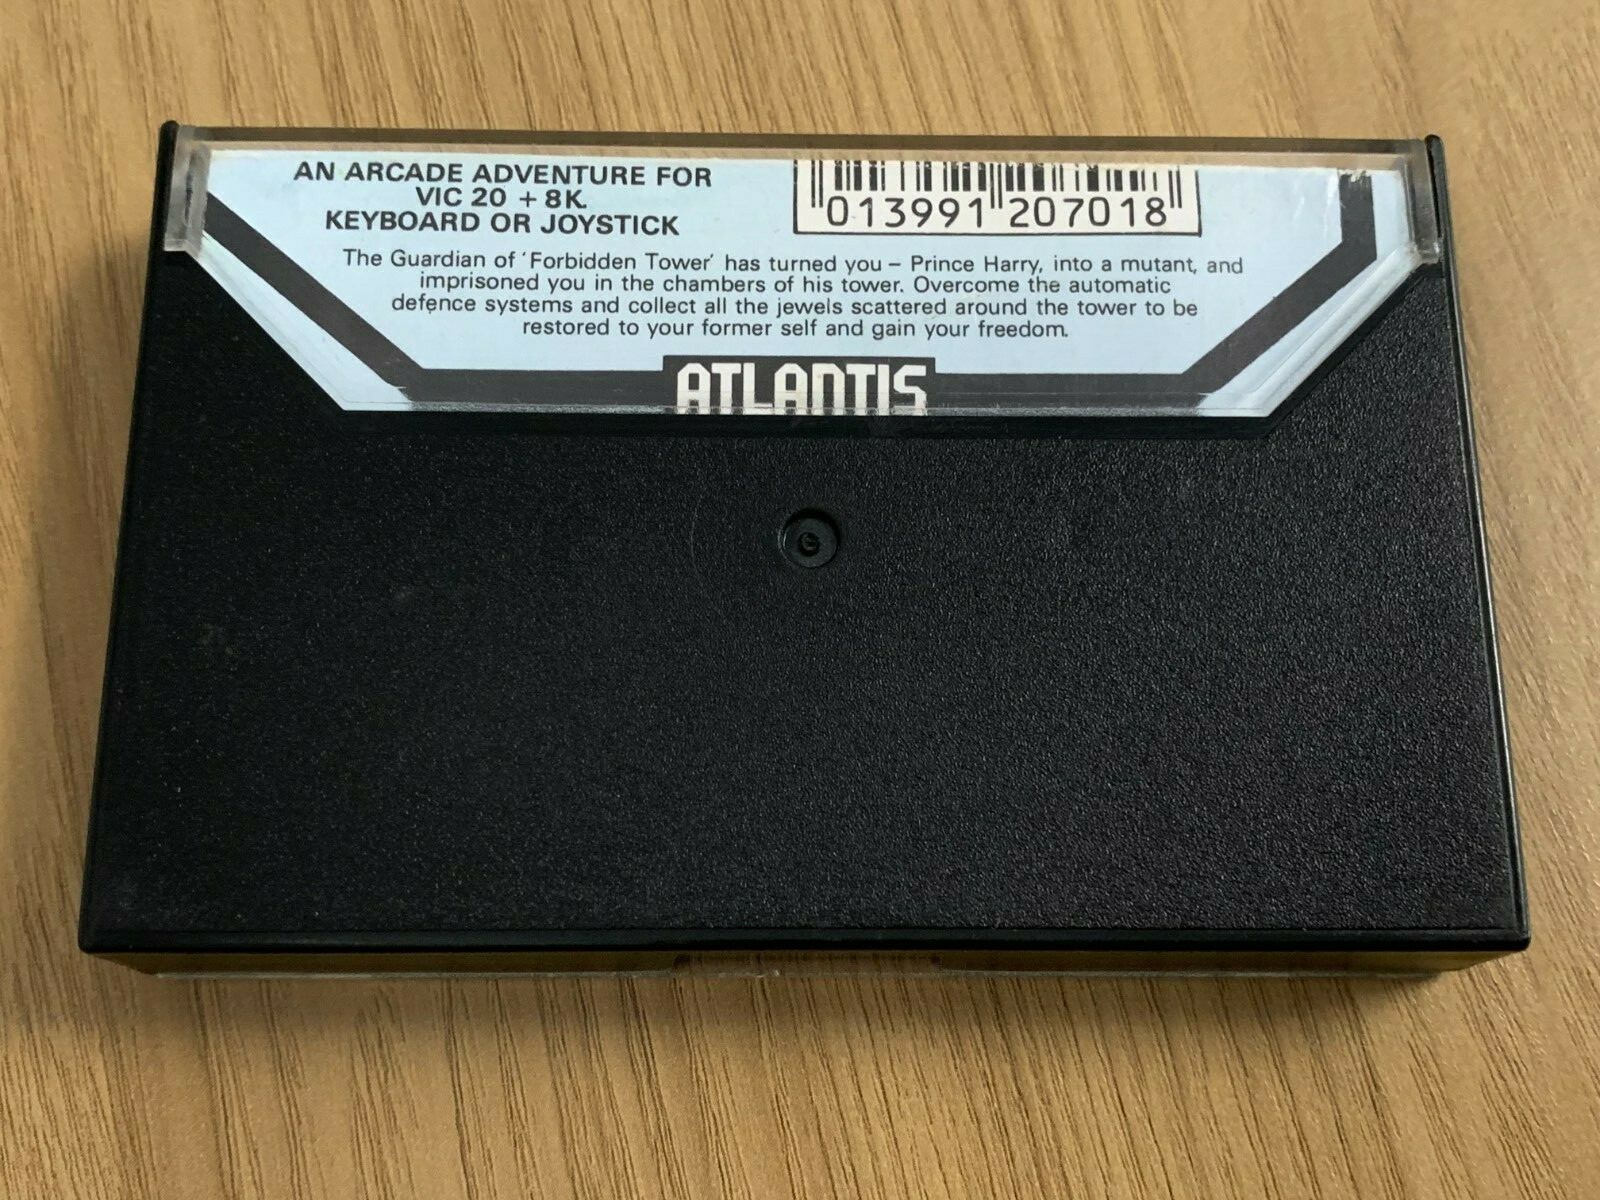 AN ARCADE ADVENTURE FOR
VIC 20 + 8K.
KEYBOARD OR JOYSTICK
013991 207018
The Guardian of 'Forbidden Tower' has turned you – Prince Harry, into a mutant, and
imprisoned you in the chambers of his tower. Overcome the automatic
defence systems and collect all the jewels scattered around the tower to be
restored to your former self and gain your freedom.
ATLANTIS